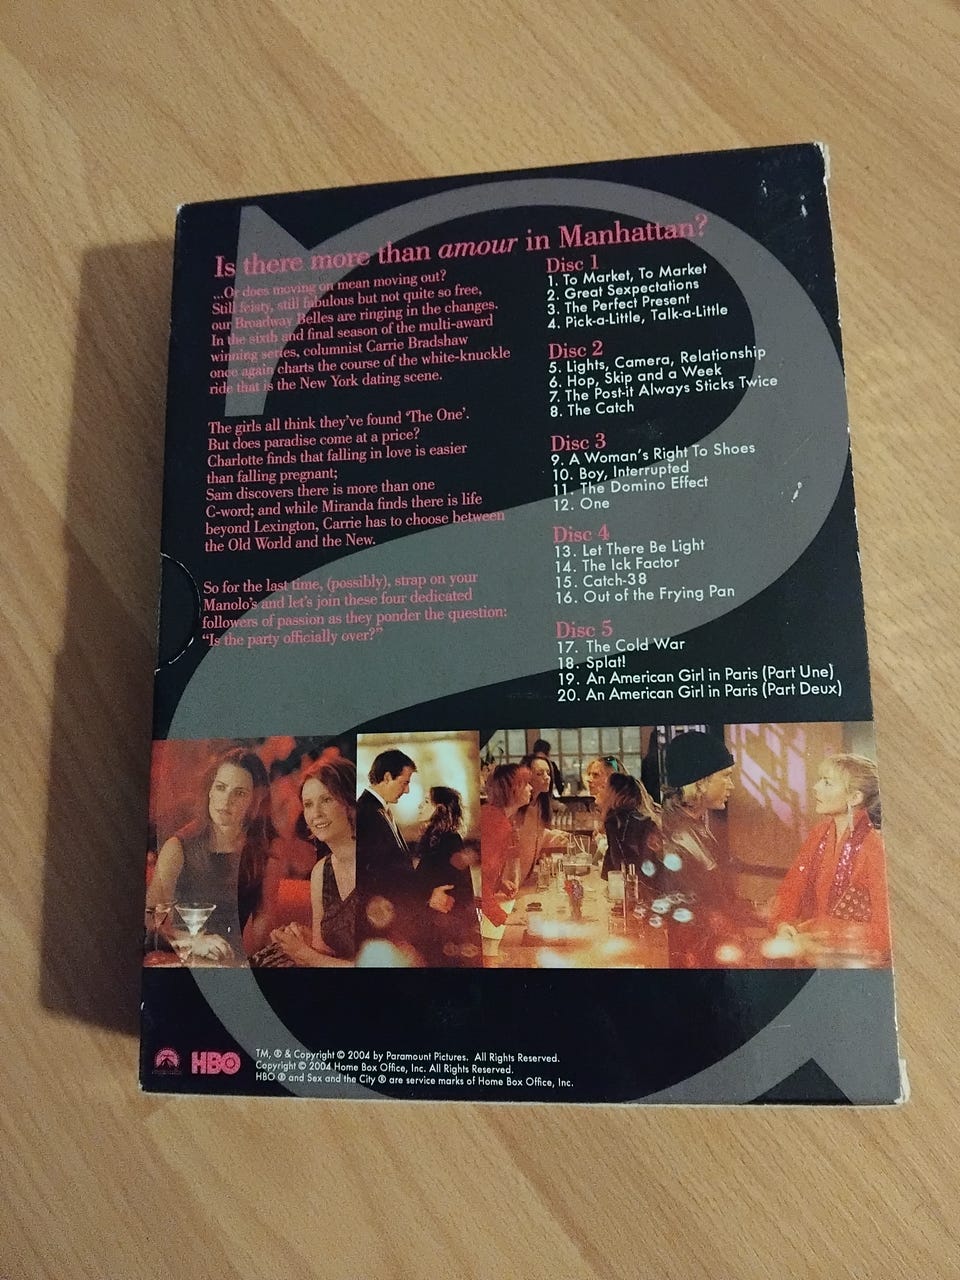 Is there more than amour in Manhattan?
...Or does moving on mean moving out?
Still feisty, still fabulous but not quite so free,
our Broadway Belles are ringing in the changes.
In the sixth and final season of the multi-award
winning series, columnist Carrie Bradshaw
once again charts the course of the white-knuckle
ride that is the New York dating scene.
The girls all think they've found 'The One'.
But does paradise come at a price?
Charlotte finds that falling in love is easier
than falling pregnant;
Sam discovers there is more than one
C-word; and while Miranda finds there is life
beyond Lexington, Carrie has to choose between
the Old World and the New.
So for the last time, (possibly), strap on your
Manolo's and let's join these four dedicated
followers of passion as they ponder the question:
"Is the party officially over?"
Disc 1
1. To Market, To Market
2. Great Sexpectations
3. The Perfect Present
4. Pick-a-Little, Talk-a-Little
Disc 2
5. Lights, Camera, Relationship
6. Hop, Skip and a Week
7. The Post-it Always Sticks Twice
8. The Catch
Disc 3
9. A Woman's Right To Shoes
10. Boy, Interrupted
11. The Domino Effect
12. One
Disc 4
13. Let There Be Light
14. The Ick Factor
15. Catch-38
16. Out of the Frying Pan
Disc 5
17. The Cold War
18. Splat!
19. An American Girl in Paris (Part Une)
20. An American Girl in Paris (Part Deux)
HBO
TM, ® & Copyright © 2004 by Paramount Pictures. All Rights Reserved.
Copyright © 2004 Home Box Office, Inc. All Rights Reserved.
HBO ® and Sex and the City ® are service marks of Home Box Office, Inc.